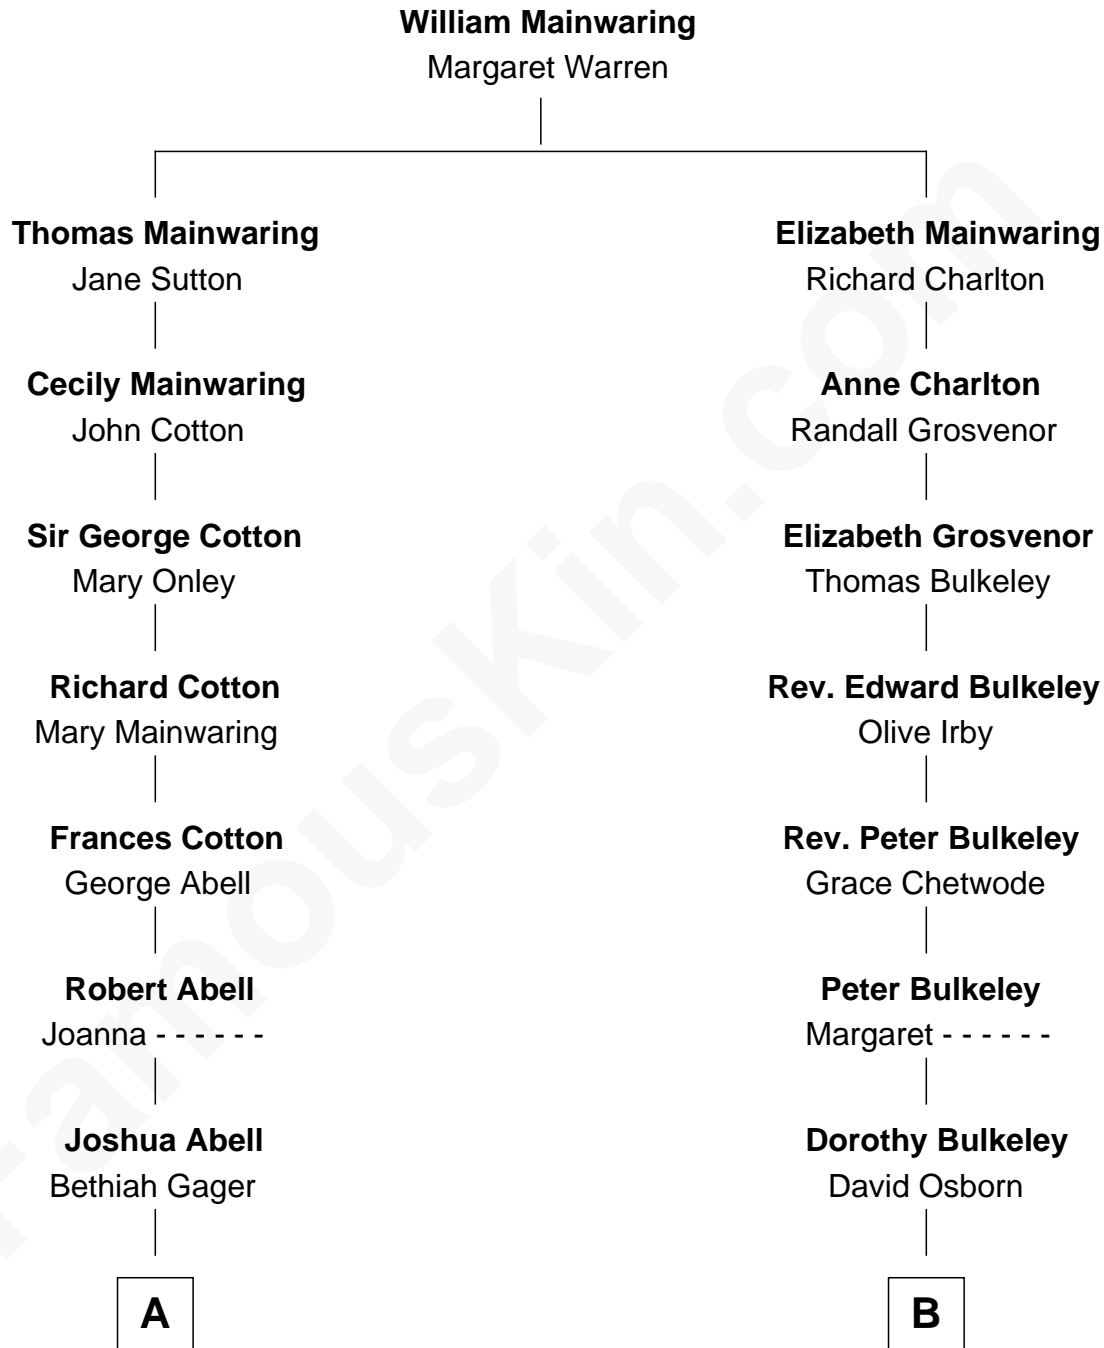 William Mainwaring
Margaret Warren
Thomas Mainwaring
Jane Sutton
Elizabeth Mainwaring
Richard Charlton
Cecily Mainwaring
John Cotton
Anne Charlton
Randall Grosvenor
Sir George Cotton
Mary Onley
Elizabeth Grosvenor
Thomas Bulkeley
Richard Cotton
Mary Mainwaring
Rev. Edward Bulkeley
Olive Irby
Frances Cotton
George Abell
Rev. Peter Bulkeley
Grace Chetwode
Robert Abell
Joanna - - - - - -
Peter Bulkeley
Margaret - - - - - -
Joshua Abell
Bethiah Gager
Dorothy Bulkeley
David Osborn
A
B
FamousKin.com